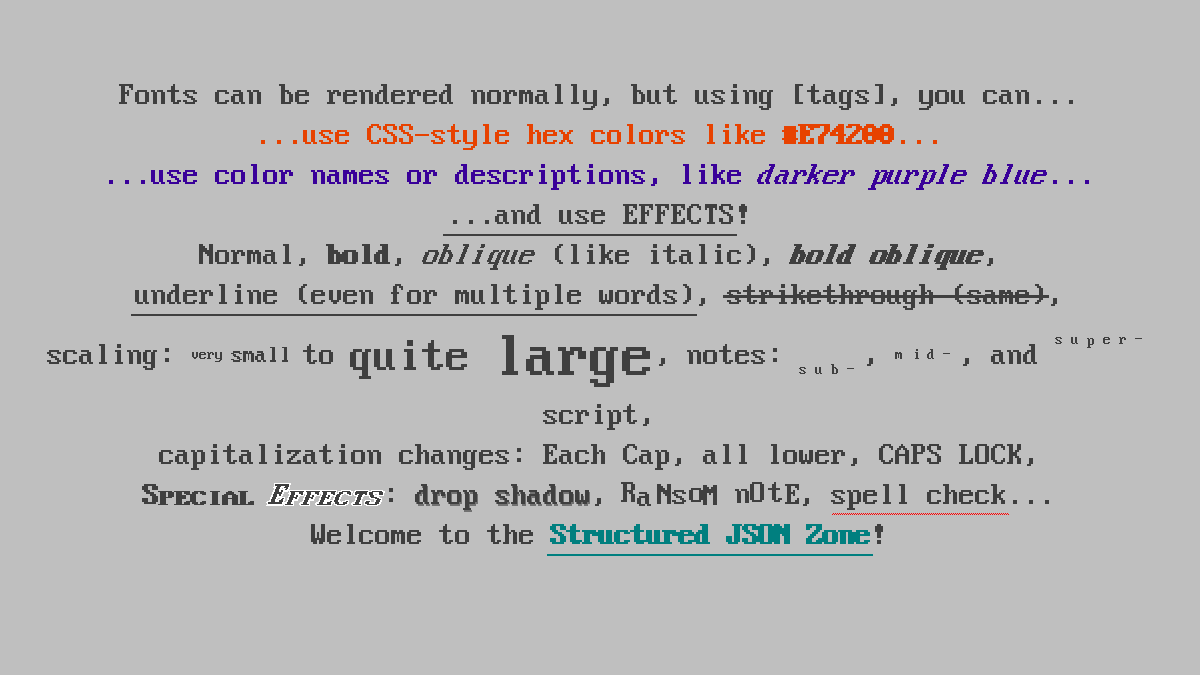 Fonts can be rendered normally, but using [tags], you can...
...use CSS-style hex colors like #E74200...
...use color names or descriptions, like darker purple blue...
...and use EFFECTS!
Normal, bold, oblique (like italic), bold oblique,
underline (even for multiple words), strikethrough (same),
scaling: very small to quite large, notes: sub-, mid-, and super-
script,
capitalization changes: Each Cap, all lower, CAPS LOCK,
Special Effects: drop shadow, RaNsoM nOtE, spell check...
Welcome to the Structured JSON Zone!